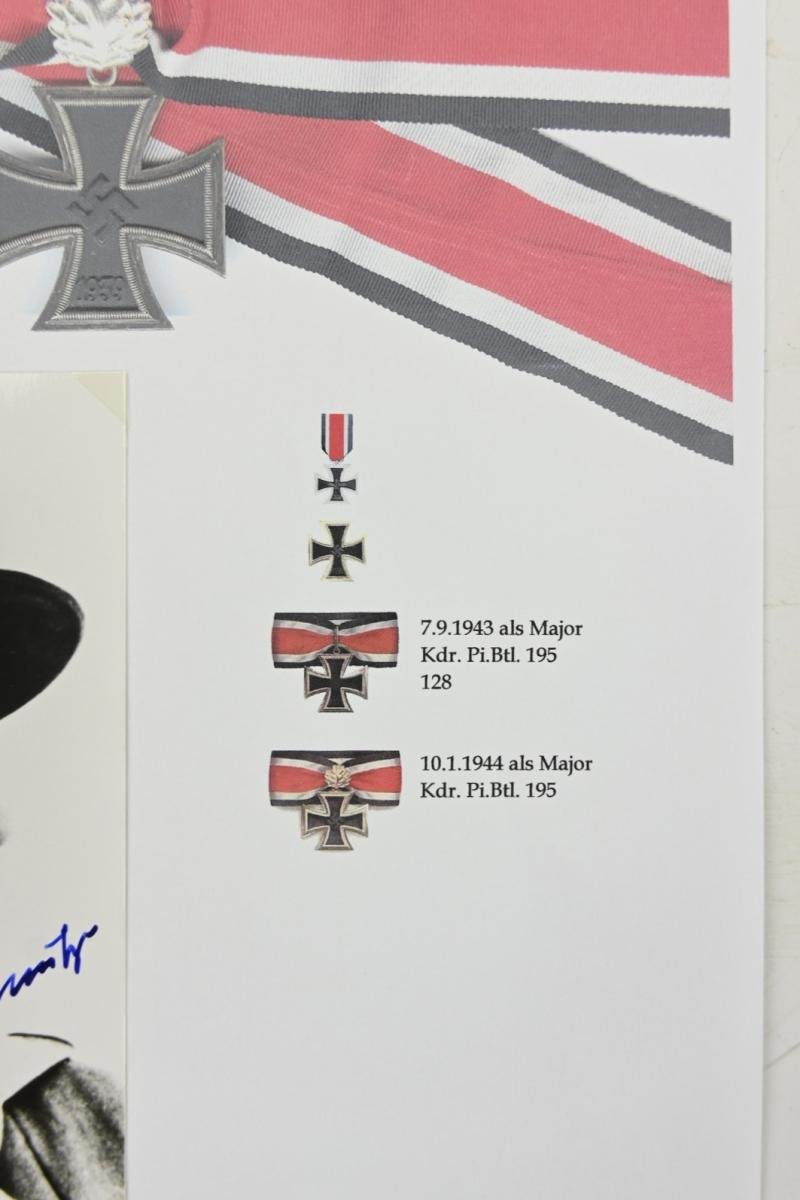 1939
7.9.1943 als Major
Kdr. Pi.Btl. 195
128
10.1.1944 als Major
Kdr. Pi.Btl. 195